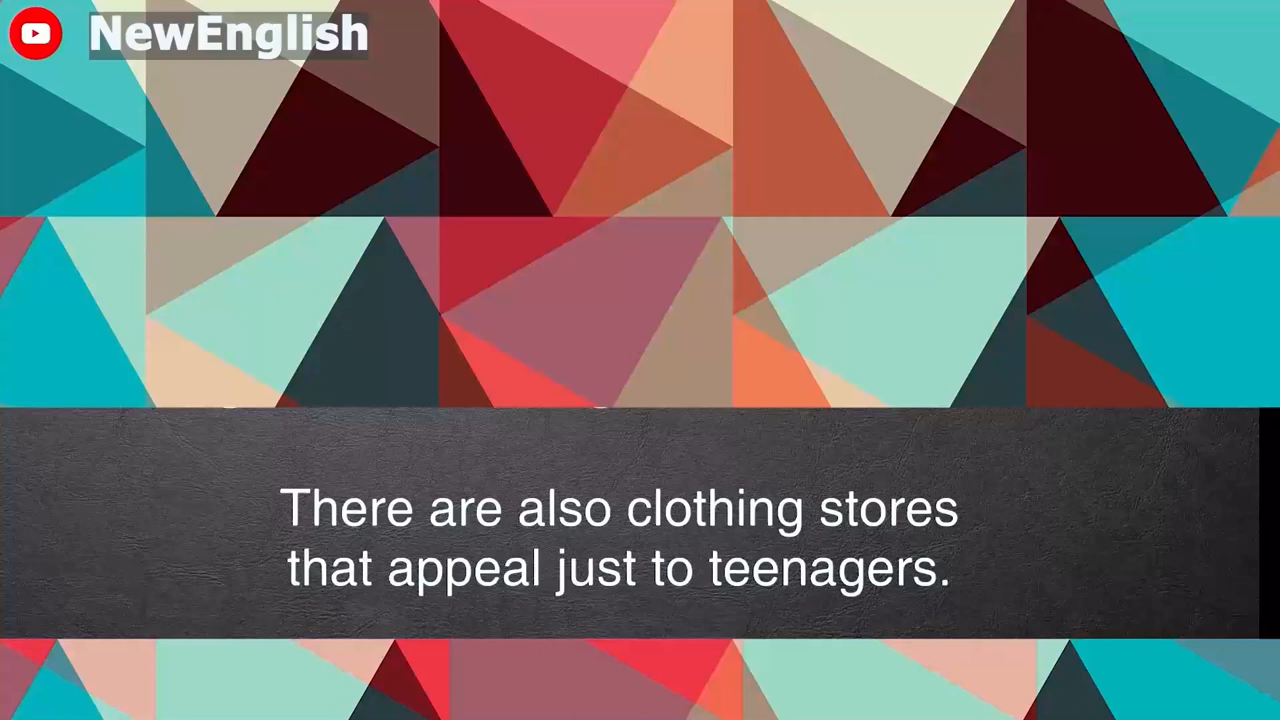 NewEnglish
There are also clothing stores
that appeal just to teenagers.